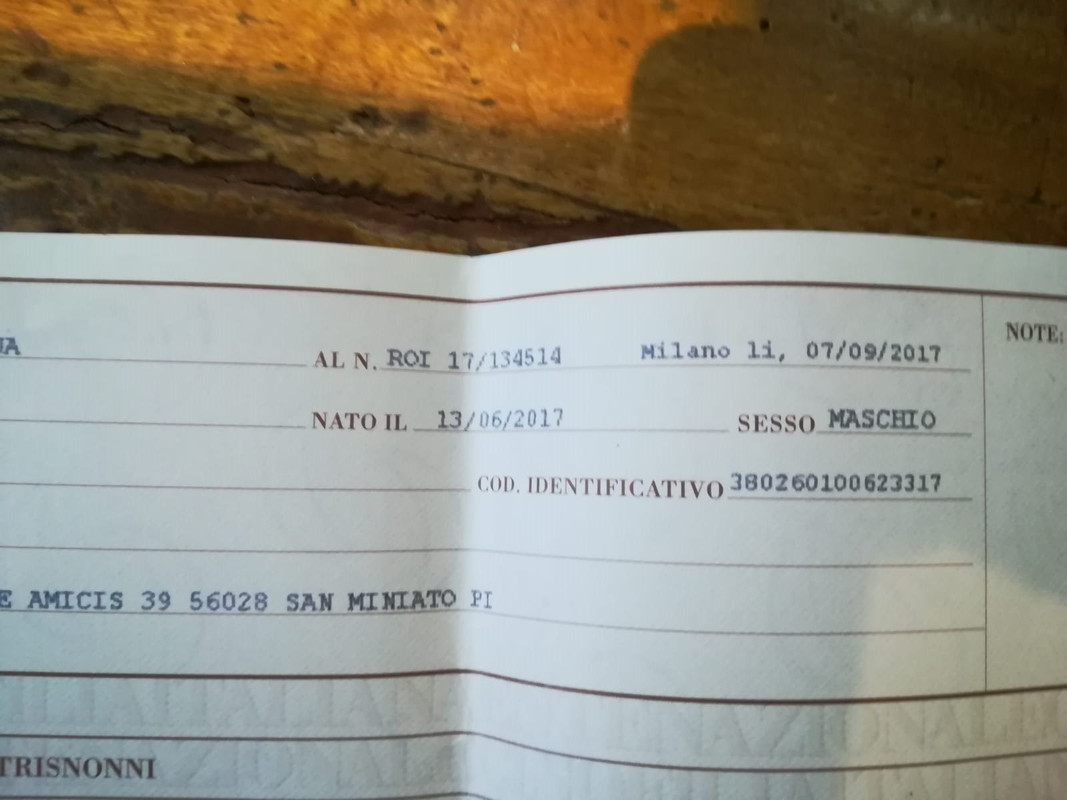 AL N. ROI 17/134514 Milano li, 07/09/2017
NOTE:
NATO IL 13/06/2017 SESSO MASCHIO
COD. IDENTIFICATIVO 380260100623317
AMICIS 39 56028 SAN MINIATO PI
TRISNONNI